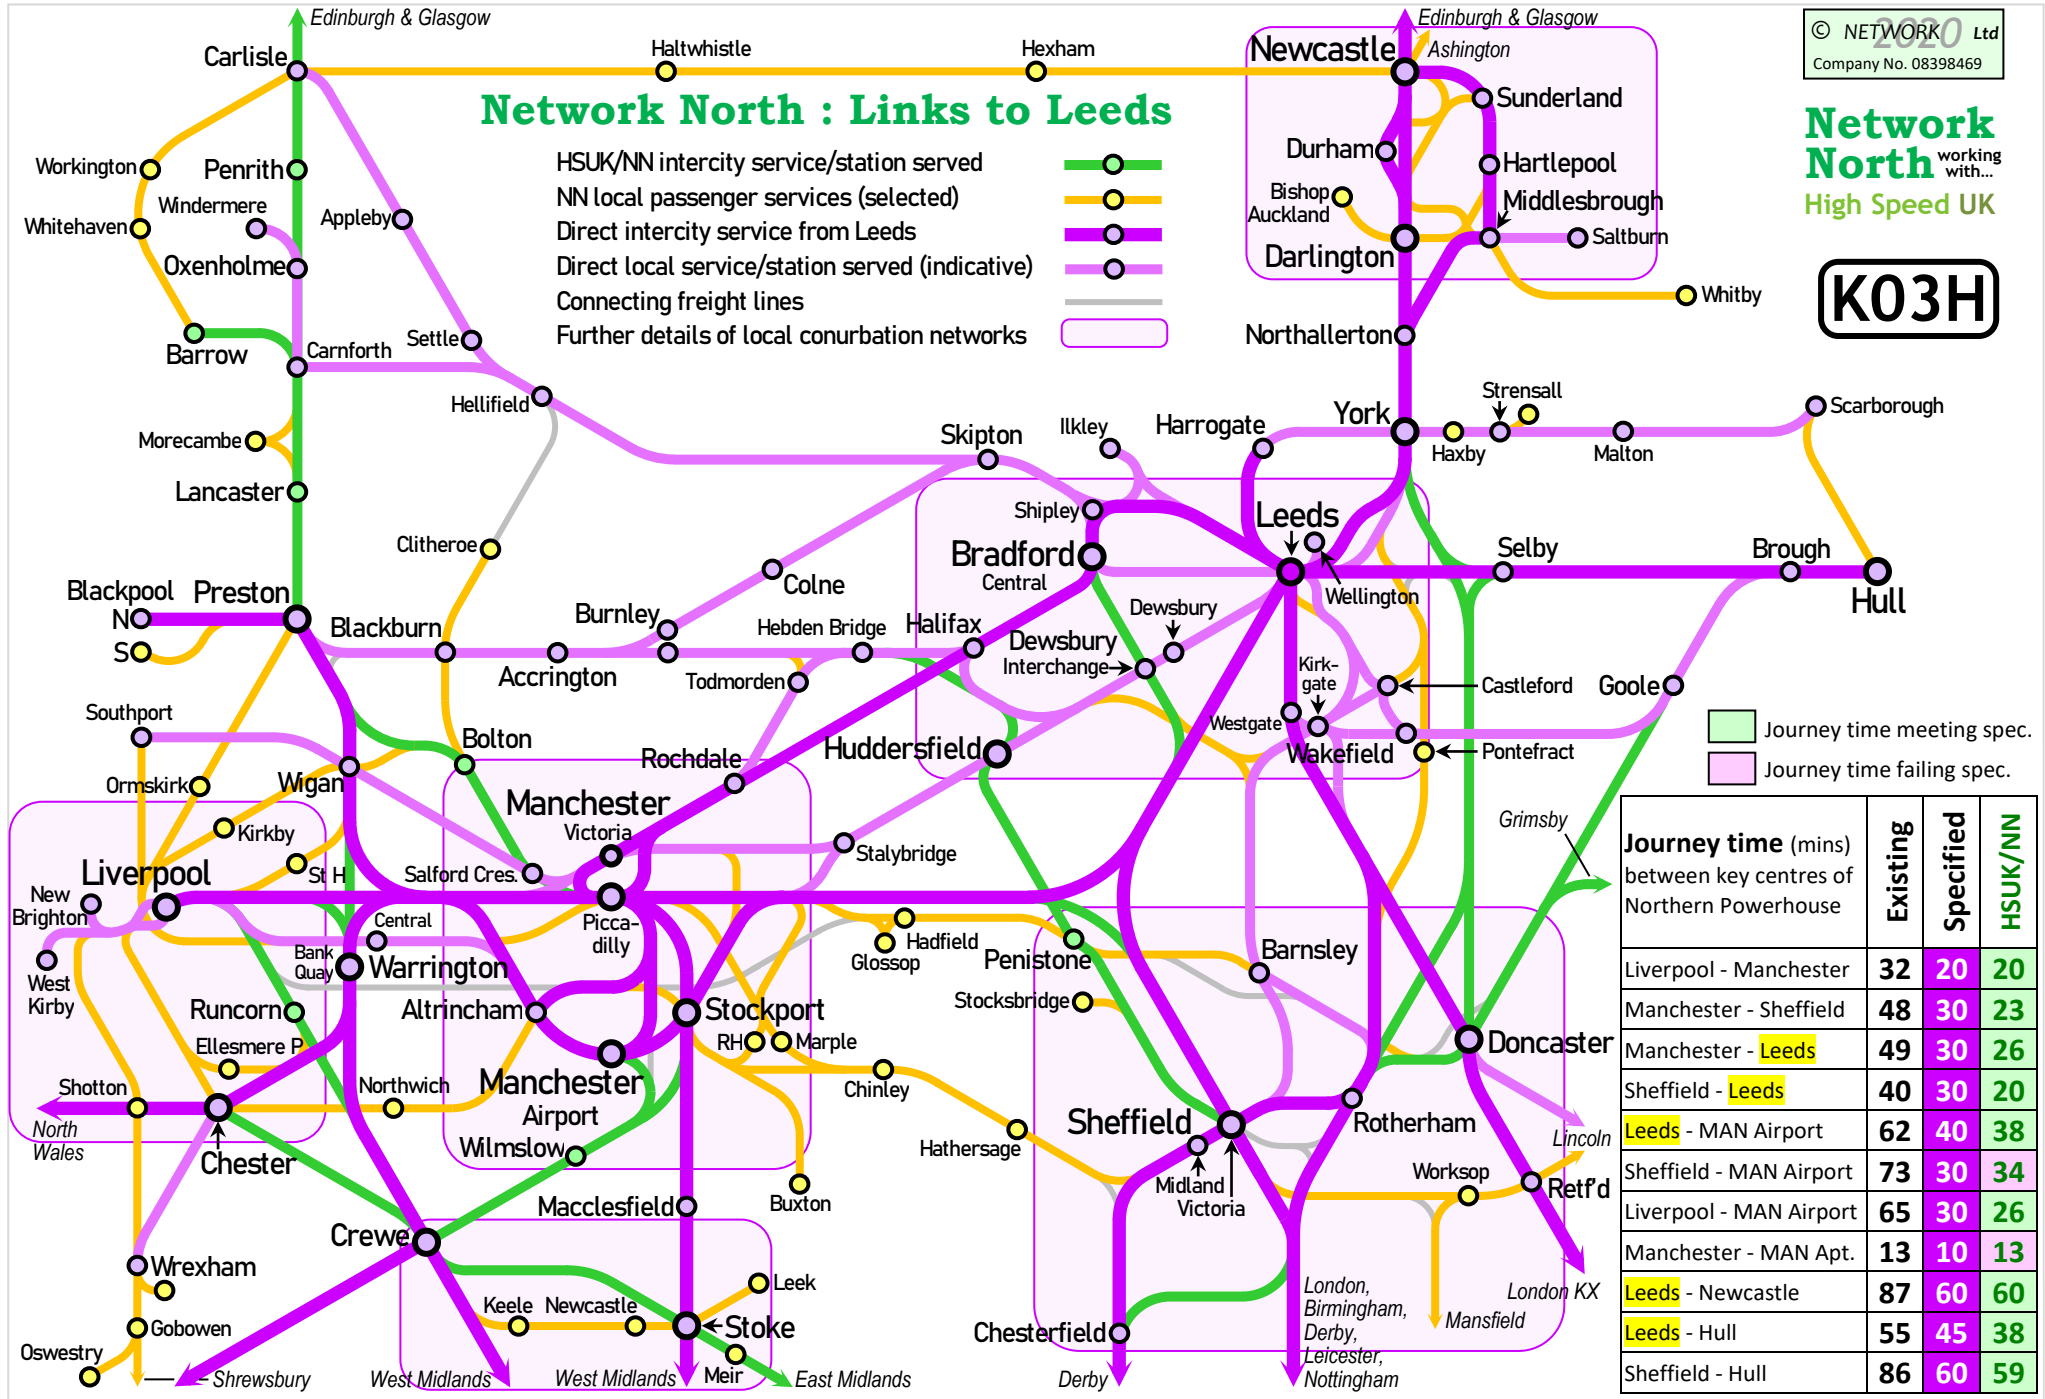 Edinburgh & Glasgow
Edinburgh & Glasgow
© NETWORK 2020 Ltd
Company No. 08398469
Carlisle
Haltwhistle
Hexham
Newcastle
Ashington
Network North : Links to Leeds
Sunderland
Network
North working
with...
High Speed UK
HSUK/NN intercity service/station served
NN local passenger services (selected)
Direct intercity service from Leeds
Direct local service/station served (indicative)
Connecting freight lines
Further details of local conurbation networks
Workington
Penrith
Windermere
Whitehaven
Appleby
Oxenholme
Durham
Hartlepool
Bishop
Auckland
Middlesbrough
Saltburn
Darlington
Whitby
K03H
Barrow
Carnforth
Settle
Northallerton
Hellifield
Strensall
York
Scarborough
Haxby
Malton
Morecambe
Skipton
Ilkley
Harrogate
Lancaster
Shipley
Leeds
Clitheroe
Bradford
Central
Selby
Brough
Colne
Wellington
Hull
Blackpool
N
S
Preston
Blackburn
Burnley
Hebden Bridge
Halifax
Dewsbury
Dewsbury
Interchange
Accrington
Todmorden
Kirk-
gate
Castleford
Goole
Southport
Westgate
Wakefield
Pontefract
Bolton
Rochdale
Huddersfield
Ormskirk
Wigan
Manchester
Victoria
Kirkby
Stalybridge
Grimsby
Liverpool
St H
Salford Cres.
New
Brighton
Central
Picca-
dilly
Hadfield
Glossop
Penistone
Barnsley
West
Kirby
Bank
Quay
Warrington
Runcorn
Altrincham
Stockport
Stocksbridge
Doncaster
Ellesmere P
RH
Marple
Shotton
Northwich
Manchester
Airport
Chinley
Sheffield
Rotherham
North
Wales
Chester
Wilmslow
Hathersage
Lincoln
Midland
Victoria
Worksop
Retf'd
Macclesfield
Buxton
Crewe
Wrexham
Leek
Keele
Newcastle
Stoke
Gobowen
Meir
Oswestry
Shrewsbury
West Midlands
West Midlands
East Midlands
Chesterfield
Derby
London,
Birmingham,
Derby,
Leicester,
Nottingham
Mansfield
London KX
Journey time meeting spec.
Journey time failing spec.
Journey time (mins)
between key centres of
Northern Powerhouse
Existing
Specified
HSUK/NN
Liverpool - Manchester 32 20 20
Manchester - Sheffield 48 30 23
Manchester - Leeds 49 30 26
Sheffield - Leeds 40 30 20
Leeds - MAN Airport 62 40 38
Sheffield - MAN Airport 73 30 34
Liverpool - MAN Airport 65 30 26
Manchester - MAN Apt. 13 10 13
Leeds - Newcastle 87 60 60
Leeds - Hull 55 45 38
Sheffield - Hull 86 60 59